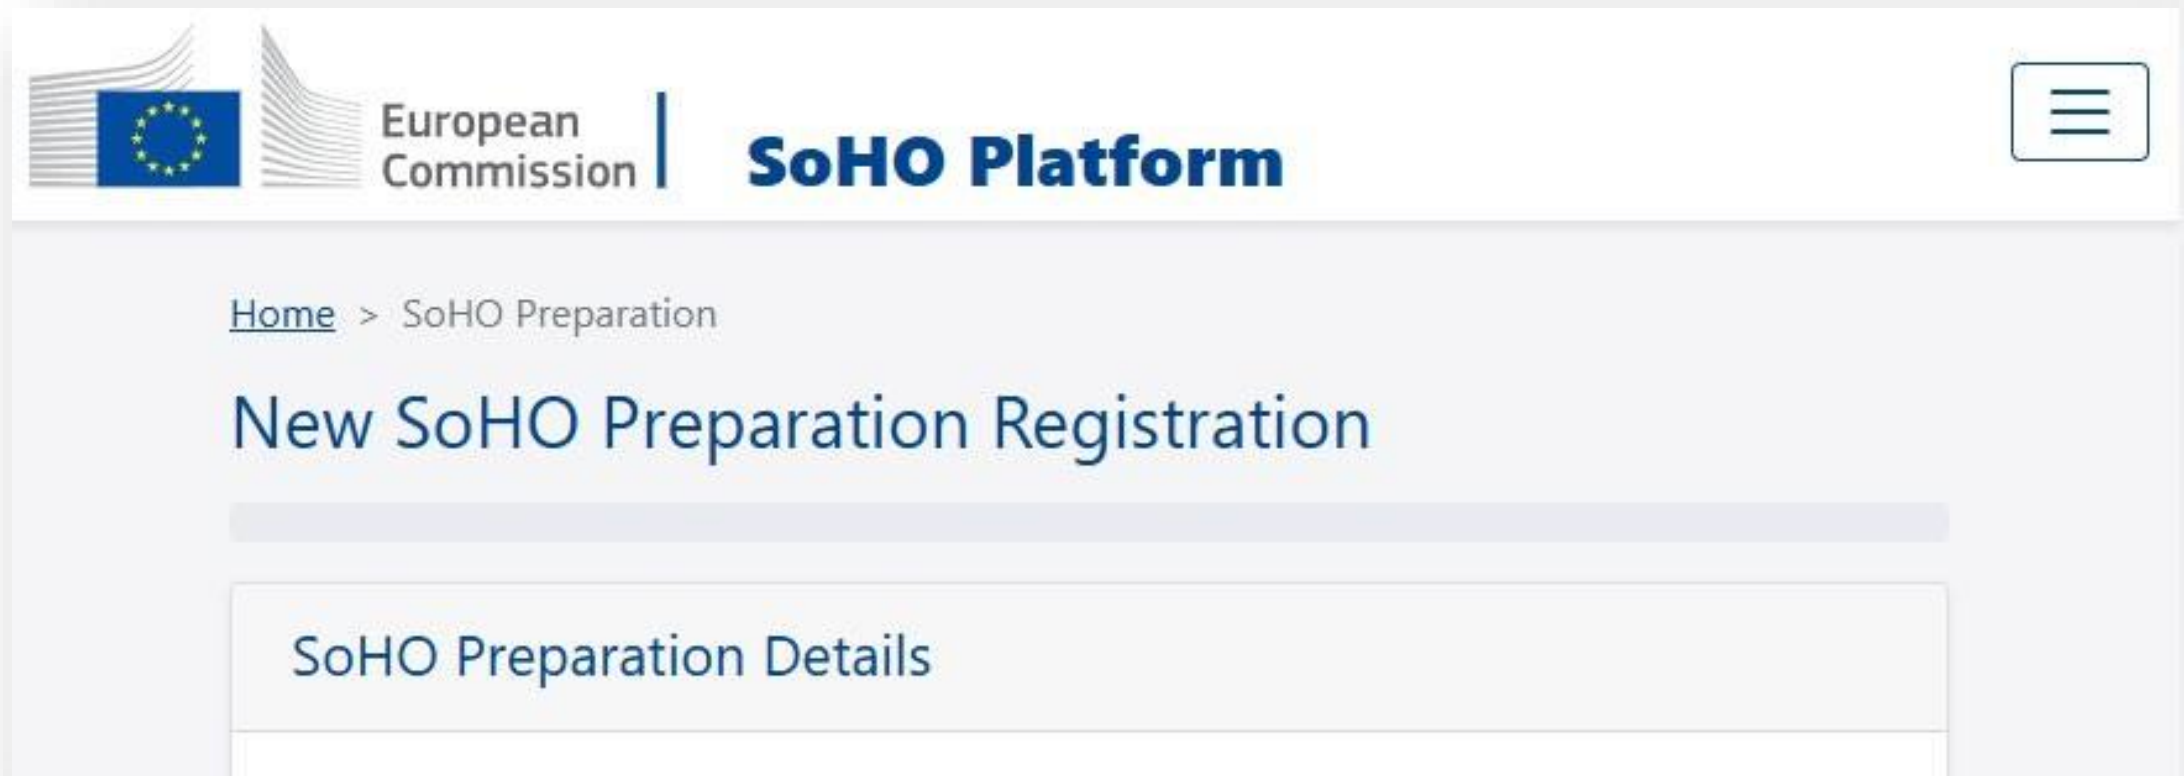 European
Commission
SoHO Platform
Home > SoHO Preparation
New SoHO Preparation Registration
SoHO Preparation Details